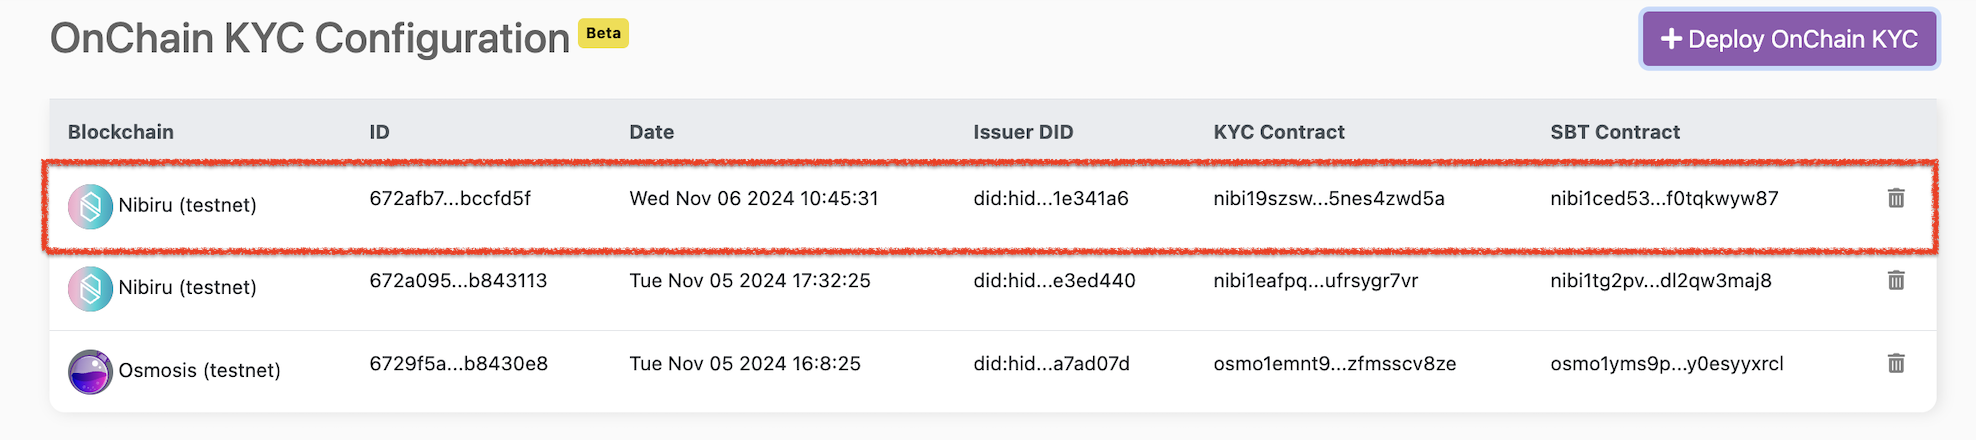 OnChain KYC Configuration Beta
+ Deploy OnChain KYC
Blockchain ID Date Issuer DID KYC Contract SBT Contract
Nibiru (testnet) 672afb7...bccfd5f Wed Nov 06 2024 10:45:31 did:hid...1e341a6 nibi19szsw...5nes4zwd5a nibi1ced53...f0tqkwyw87
Nibiru (testnet) 672a095...b843113 Tue Nov 05 2024 17:32:25 did:hid...e3ed440 nibi1eafpq...ufrsygr7vr nibi1tg2pv...dl2qw3maj8
Osmosis (testnet) 6729f5a...b8430e8 Tue Nov 05 2024 16:8:25 did:hid...a7ad07d osmo1emnt9...zfmsscv8ze osmo1yms9p...y0esyyxrcl